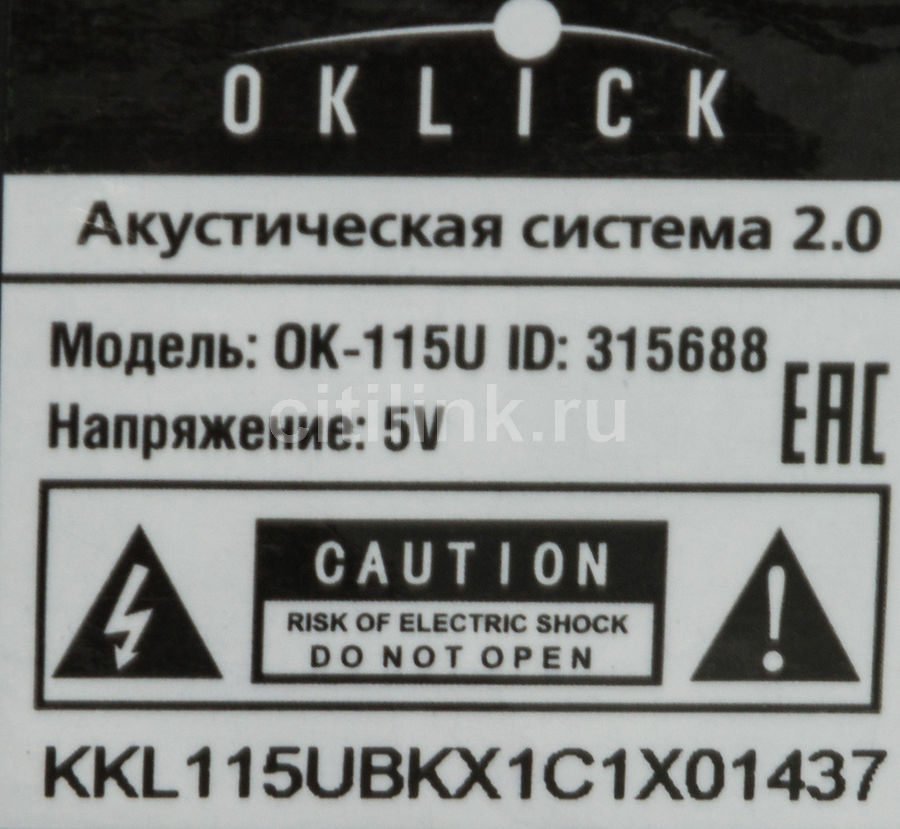 OKLICK
Акустическая система 2.0
Модель: OK-115U ID: 315688
Напряжение: 5V
citilink.ru
EAC
CAUTION
RISK OF ELECTRIC SHOCK
DO NOT OPEN
KKL115UBKX1C1X01437